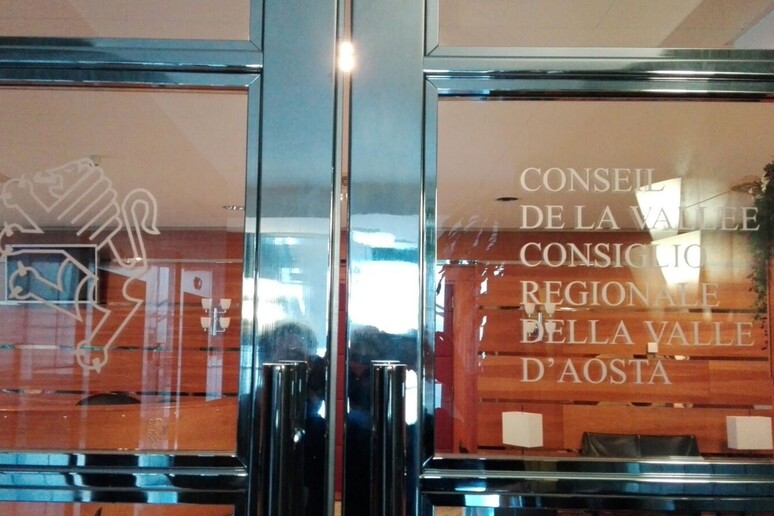 CONSEIL
DE LA VALLEE
CONSIGLIO
REGIONALE
DELLA VALLE
D'AOSTA